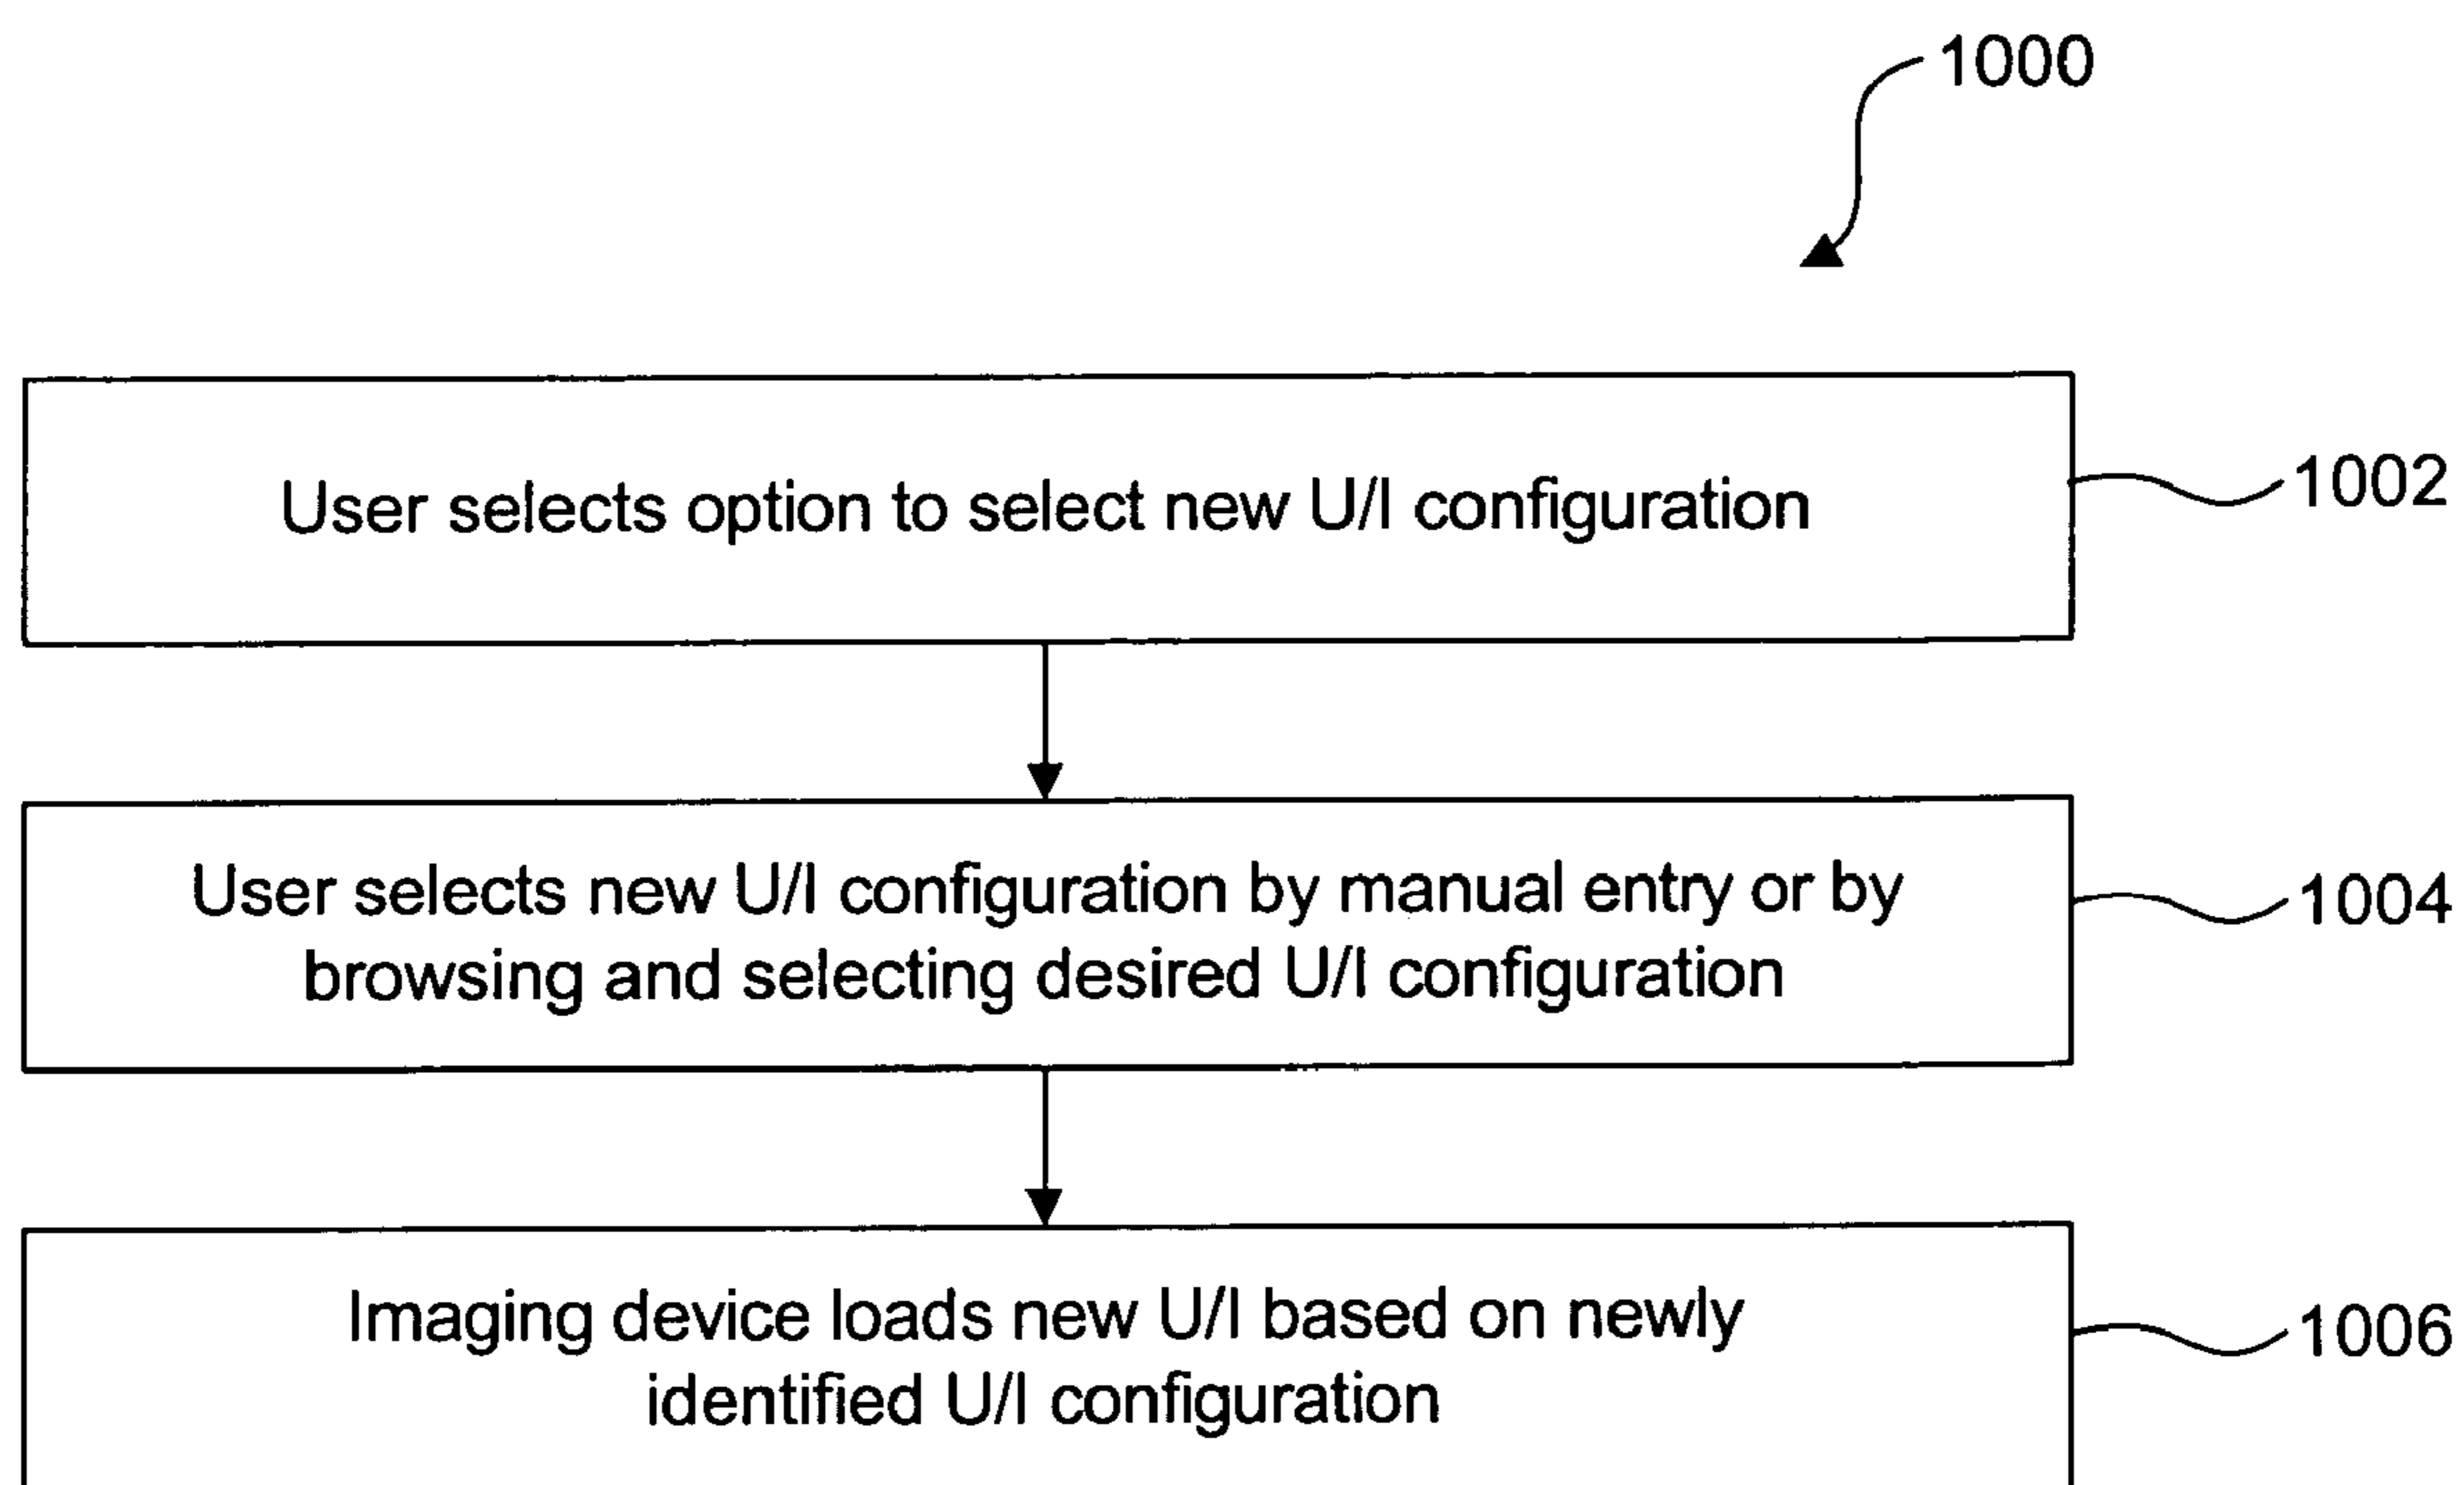 1000
User selects option to select new U/I configuration
1002
User selects new U/I configuration by manual entry or by
browsing and selecting desired U/I configuration
1004
Imaging device loads new U/I based on newly
identified U/I configuration
1006